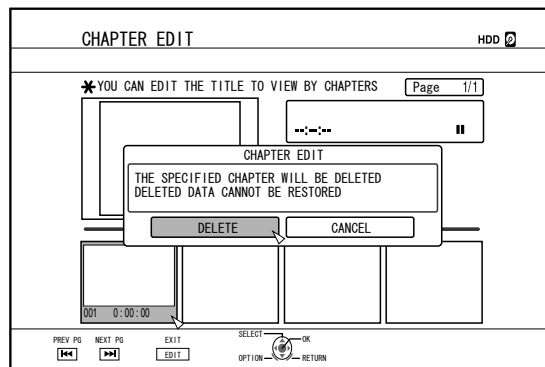 CHAPTER EDIT
HDD
YOU CAN EDIT THE TITLE TO VIEW BY CHAPTERS
Page 1/1
--:--:--
CHAPTER EDIT
THE SPECIFIED CHAPTER WILL BE DELETED
DELETED DATA CANNOT BE RESTORED
DELETE
CANCEL
001 0:00:00
PREV PG
NEXT PG
EXIT
EDIT
SELECT
OK
OPTION
RETURN